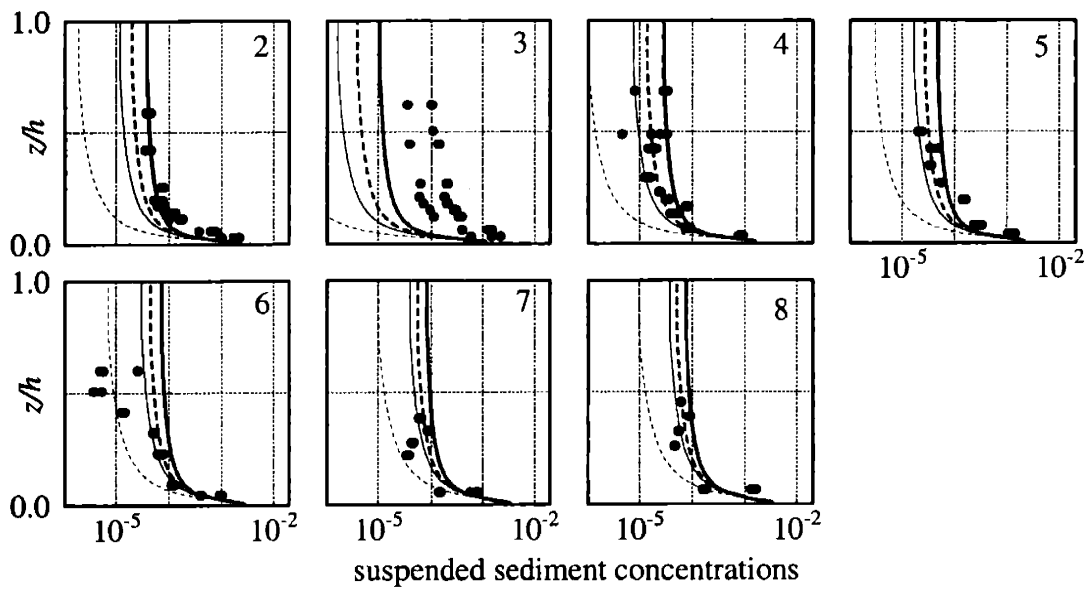 1.0 2 3 4 5
z/h
0.0 10⁻⁵ 10⁻²
1.0 6 7 8
z/h
0.0
10⁻⁵ 10⁻² 10⁻⁵ 10⁻² 10⁻⁵ 10⁻²
suspended sediment concentrations